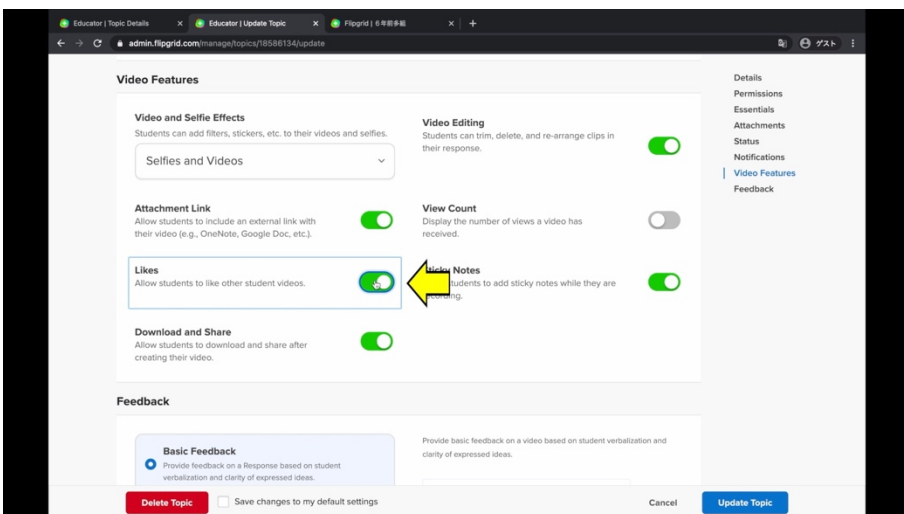 Educator | Topic Details
Educator | Update Topic
Flipgrid | 6年前多能
admin.flipgrid.com/manage/topics/18586134/update
ゲスト
Video Features
Video and Selfie Effects
Students can add filters, stickers, etc. to their videos and selfies.
Selfies and Videos
Video Editing
Students can trim, delete, and re-arrange clips in
their response.
Attachment Link
Allow students to include an external link with
their video (e.g., OneNote, Google Doc, etc.).
View Count
Display the number of views a video has
received.
Likes
Allow students to like other student videos.
Sticky Notes
students to add sticky notes while they are
recording.
Download and Share
Allow students to download and share after
creating their video.
Details
Permissions
Essentials
Attachments
Status
Notifications
Video Features
Feedback
Feedback
Basic Feedback
Provide feedback on a Response based on student
verbalization and clarity of expressed ideas.
Provide basic feedback on a video based on student verbalization and
clarity of expressed ideas.
Delete Topic
Save changes to my default settings
Cancel
Update Topic